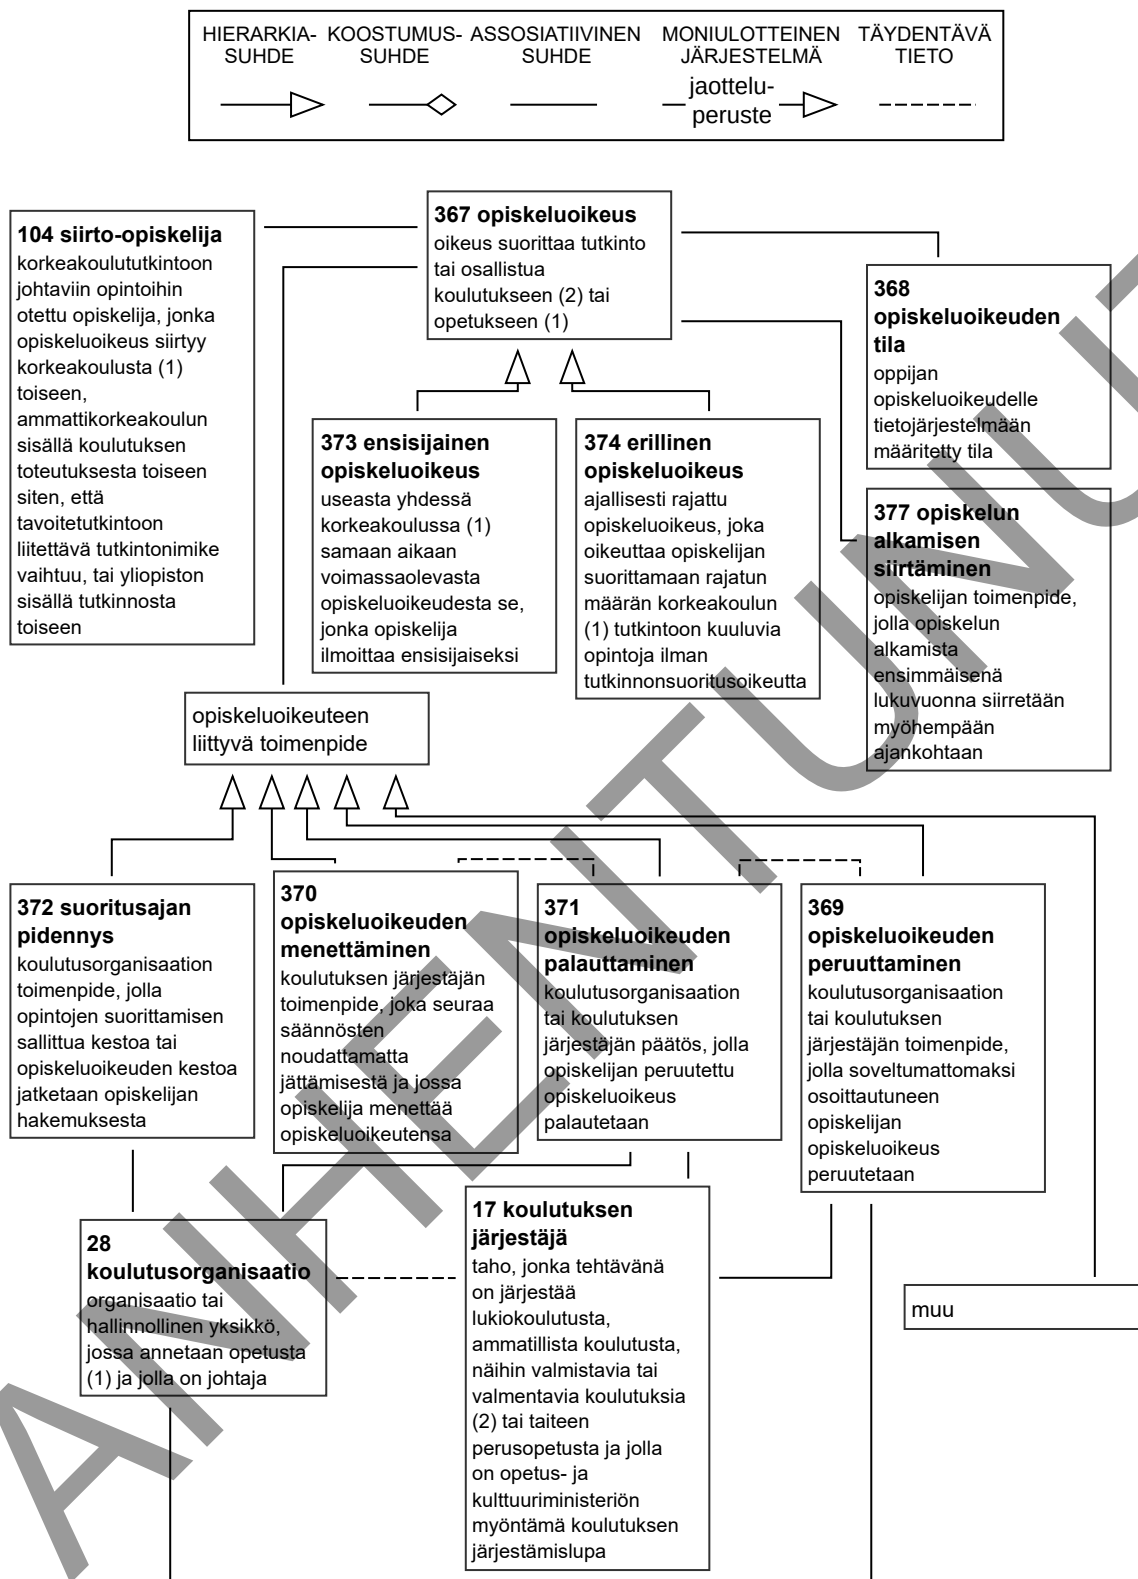 HIERARKIA-
SUHDE
KOOSTUMUS-
SUHDE
ASSOSIATIIVINEN
SUHDE
MONIULOTTEINEN
JÄRJESTELMÄ
TÄYDENTÄVÄ
TIETO
jaottelu-
peruste
104 siirto-opiskelija
korkeakoulututkintoon
johtaviin opintoihin
otettu opiskelija, jonka
opiskeluoikeus siirtyy
korkeakoulusta (1)
toiseen,
ammattikorkeakoulun
sisällä koulutuksen
toteutuksesta toiseen
siten, että
tavoitetutkintoon
liitettävä tutkintonimike
vaihtuu, tai yliopiston
sisällä tutkinnosta
toiseen
367 opiskeluoikeus
oikeus suorittaa tutkinto
tai osallistua
koulutukseen (2) tai
opetukseen (1)
368
opiskeluoikeuden
tila
oppijan
opiskeluoikeudelle
tietojärjestelmään
määritetty tila
373 ensisijainen
opiskeluoikeus
useasta yhdessä
korkeakoulussa (1)
samaan aikaan
voimassaolevasta
opiskeluoikeudesta se,
jonka opiskelija
ilmoittaa ensisijaiseksi
374 erillinen
opiskeluoikeus
ajallisesti rajattu
opiskeluoikeus, joka
oikeuttaa opiskelijan
suorittamaan rajatun
määrän korkeakoulun
(1) tutkintoon kuuluvia
opintoja ilman
tutkinnonsuoritusoikeutta
377 opiskelun
alkamisen
siirtäminen
opiskelijan toimenpide,
jolla opiskelun
alkamista
ensimmäisenä
lukuvuonna siirretään
myöhempään
ajankohtaan
opiskeluoikeuteen
liittyvä toimenpide
372 suoritusajan
pidennys
koulutusorganisaation
toimenpide, jolla
opintojen suorittamisen
sallittua kestoa tai
opiskeluoikeuden kestoa
jatketaan opiskelijan
hakemuksesta
370
opiskeluoikeuden
menettäminen
koulutuksen järjestäjän
toimenpide, joka seuraa
säännösten
noudattamatta
jättämisestä ja jossa
opiskelija menettää
opiskeluoikeutensa
371
opiskeluoikeuden
palauttaminen
koulutusorganisaation
tai koulutuksen
järjestäjän päätös, jolla
opiskelijan peruutettu
opiskeluoikeus
palautetaan
369
opiskeluoikeuden
peruuttaminen
koulutusorganisaation
tai koulutuksen
järjestäjän toimenpide,
jolla soveltumattomaksi
osoittautuneen
opiskelijan
opiskeluoikeus
peruutetaan
28
koulutusorganisaatio
organisaatio tai
hallinnollinen yksikkö,
jossa annetaan opetusta
(1) ja jolla on johtaja
17 koulutuksen
järjestäjä
taho, jonka tehtävänä
on järjestää
lukiokoulutusta,
ammatillista koulutusta,
näihin valmistavia tai
valmentavia koulutuksia
(2) tai taiteen
perusopetusta ja jolla
on opetus- ja
kulttuuriministeriön
myöntämä koulutuksen
järjestämislupa
muu